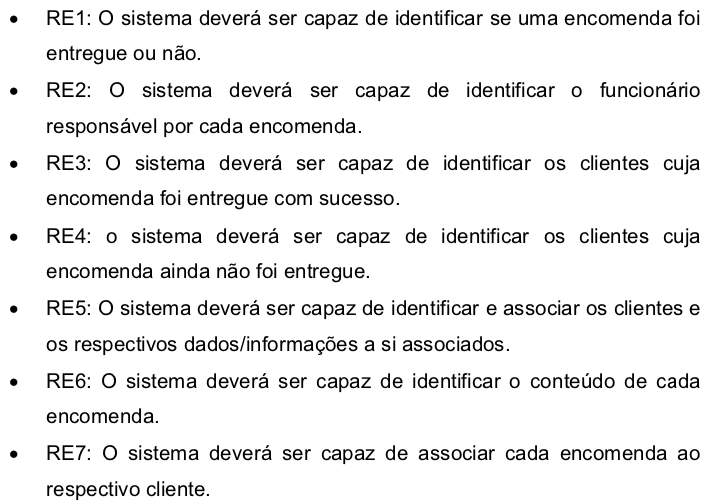 • RE1: O sistema deverá ser capaz de identificar se uma encomenda foi
entregue ou não.
• RE2: O sistema deverá ser capaz de identificar o funcionário
responsável por cada encomenda.
• RE3: O sistema deverá ser capaz de identificar os clientes cuja
encomenda foi entregue com sucesso.
• RE4: o sistema deverá ser capaz de identificar os clientes cuja
encomenda ainda não foi entregue.
• RE5: O sistema deverá ser capaz de identificar e associar os clientes e
os respectivos dados/informações a si associados.
• RE6: O sistema deverá ser capaz de identificar o conteúdo de cada
encomenda.
• RE7: O sistema deverá ser capaz de associar cada encomenda ao
respectivo cliente.